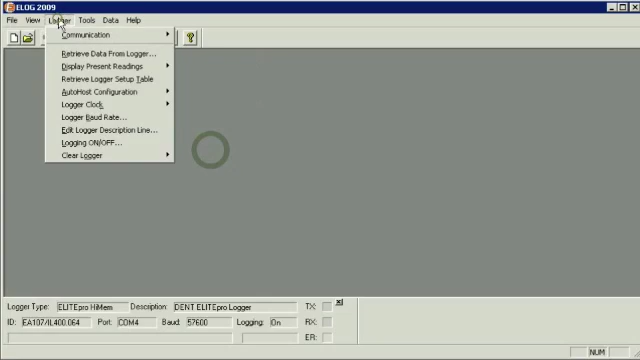 ELOG 2009
File View Logger Tools Data Help
Communication
Retrieve Data From Logger...
Display Present Readings
Retrieve Logger Setup Table
AutoHost Configuration
Logger Clock
Logger Baud Rate...
Edit Logger Description Line...
Logging ON/OFF...
Clear Logger
Logger Type: ELITEpro HiMem Description: DENT ELITEpro Logger TX:
ID: EA107/IL400.064 Port: COM4 Baud: 57600 Logging: On RX:
ER:
NUM